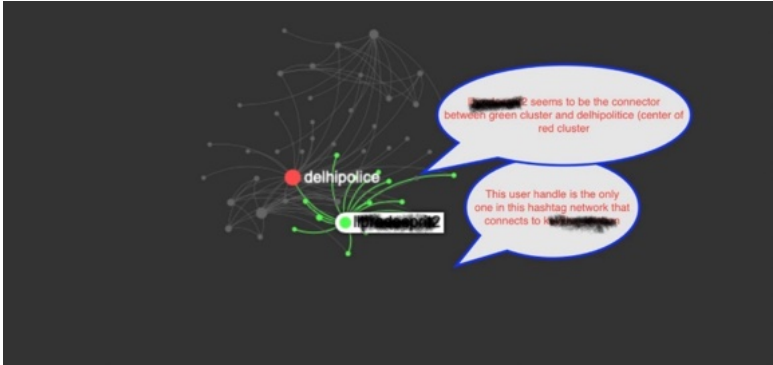 2 seems to be the connector
between green cluster and delhipolitice (center of
red cluster
delhipolice
This user handle is the only
one in this hashtag network that
connects to